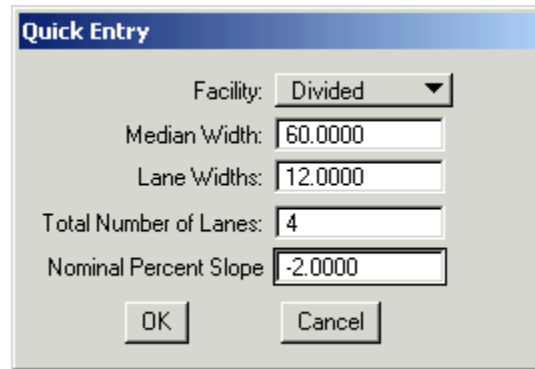 Quick Entry
Facility: Divided
Median Width: 60.0000
Lane Widths: 12.0000
Total Number of Lanes: 4
Nominal Percent Slope -2.0000
OK Cancel